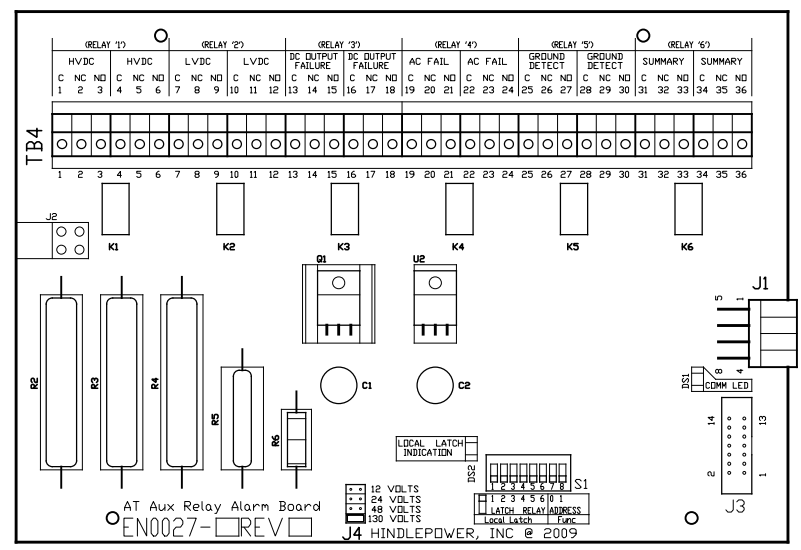 (RELAY '1') (RELAY '2') (RELAY '3') (RELAY '4') (RELAY '5') (RELAY '6')
HVDC HVDC LVDC LVDC DC OUTPUT FAILURE DC OUTPUT FAILURE AC FAIL AC FAIL GROUND DETECT GROUND DETECT SUMMARY SUMMARY
C NC NO C NC NO C NC NO C NC NO C NC NO C NC NO C NC NO C NC NO C NC NO C NC NO C NC NO C NC NO
1 2 3 4 5 6 7 8 9 10 11 12 13 14 15 16 17 18 19 20 21 22 23 24 25 26 27 28 29 30 31 32 33 34 35 36
TB4
1 2 3 4 5 6 7 8 9 10 11 12 13 14 15 16 17 18 19 20 21 22 23 24 25 26 27 28 29 30 31 32 33 34 35 36
J2
K1 K2 K3 K4 K5 K6
Q1 U2
J1
5 1
8 4
DS1
COMM LED
R2 R3 R4 R5 R6
C1 C2
14 13
2 1
J3
LOCAL LATCH
INDICATION
DS2
1 2 3 4 5 6 7 8
S1
1 2 3 4 5 6 0 1
LATCH RELAY ADDRESS
Local Latch Func
12 VOLTS
24 VOLTS
48 VOLTS
130 VOLTS
J4 HINDLEPOWER, INC @ 2009
AT Aux Relay Alarm Board
EN0027- REV